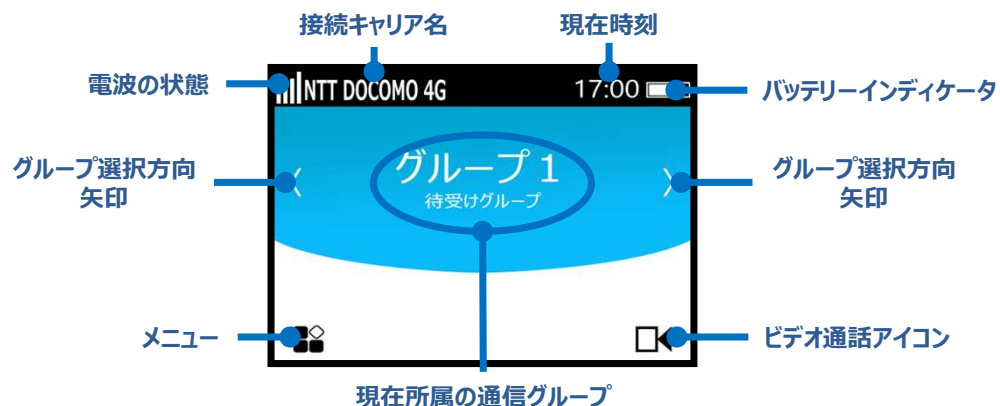 接続キャリア名
現在時刻
電波の状態
NTT DOCOMO 4G
17:00
バッテリーインディケータ
グループ選択方向
矢印
グループ 1
待受けグループ
グループ選択方向
矢印
メニュー
ビデオ通話アイコン
現在所属の通信グループ